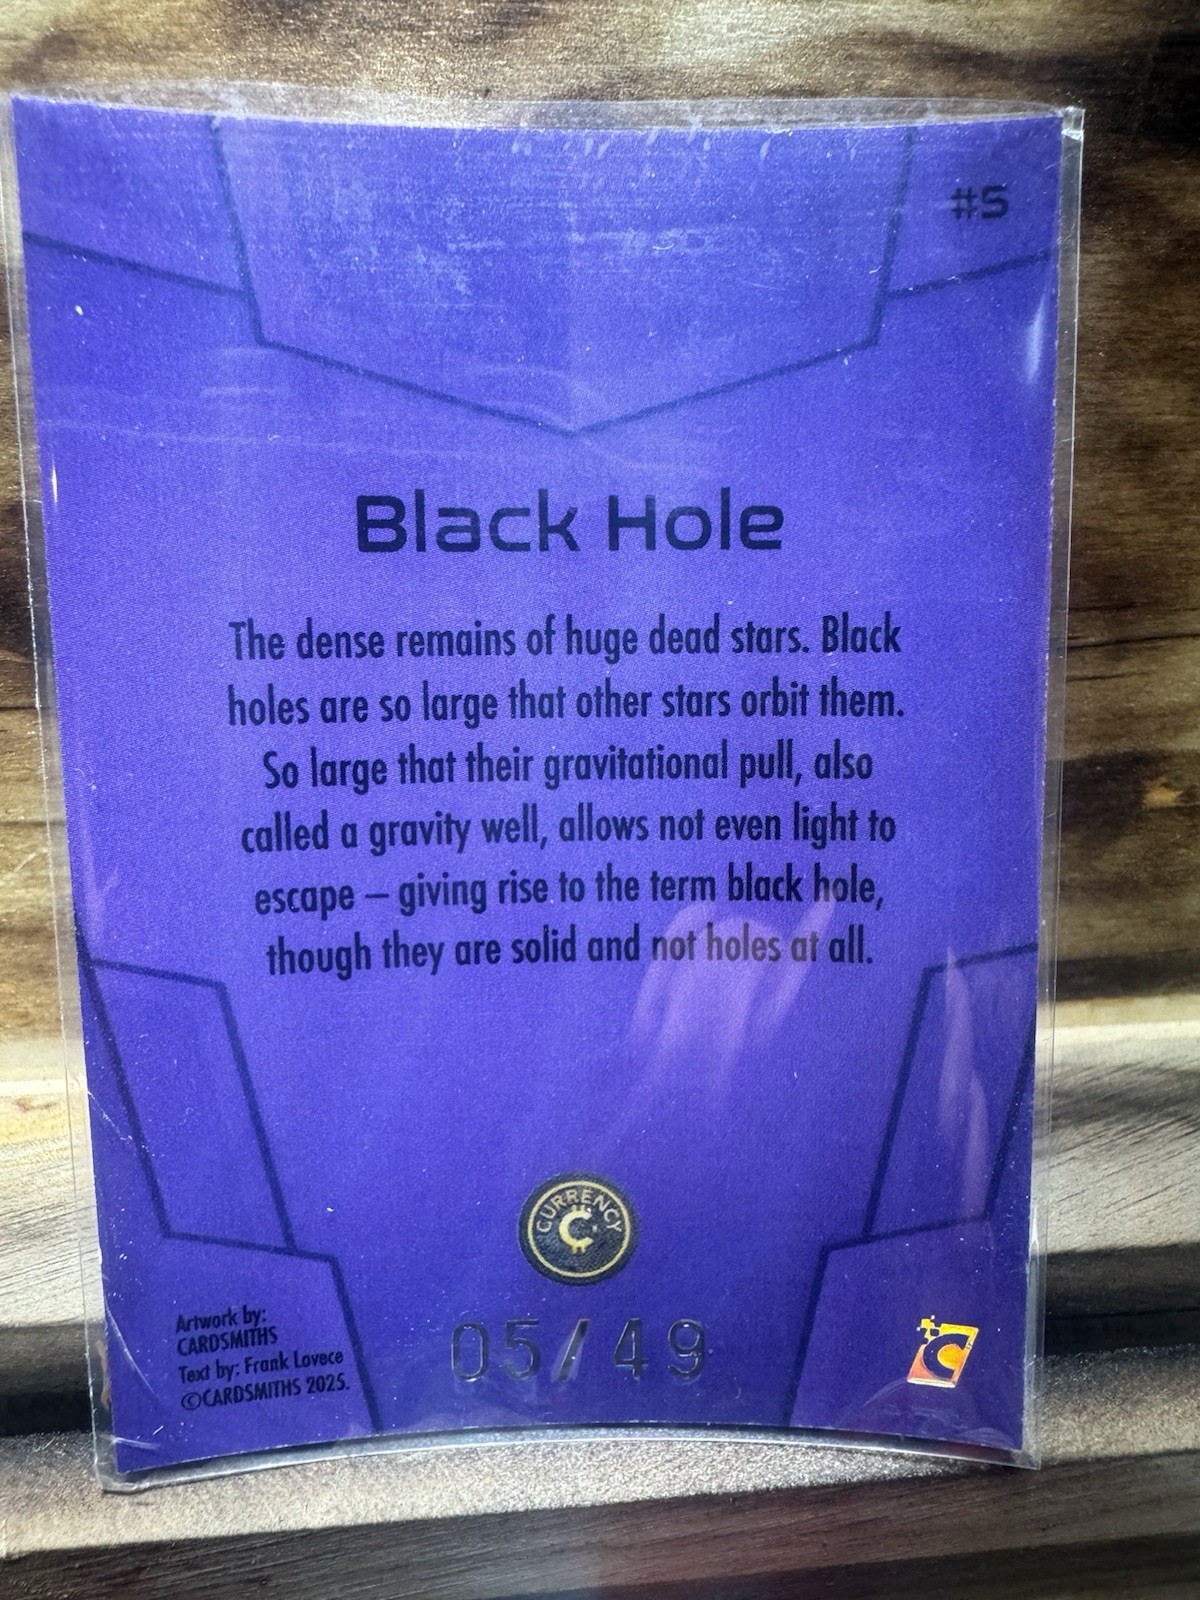 #5
Black Hole
The dense remains of huge dead stars. Black
holes are so large that other stars orbit them.
So large that their gravitational pull, also
called a gravity well, allows not even light to
escape – giving rise to the term black hole,
though they are solid and not holes at all.
CURRENCY
C
05/49
Artwork by:
CARDSMITHS
Text by: Frank Lovece
©CARDSMITHS 2025.
C